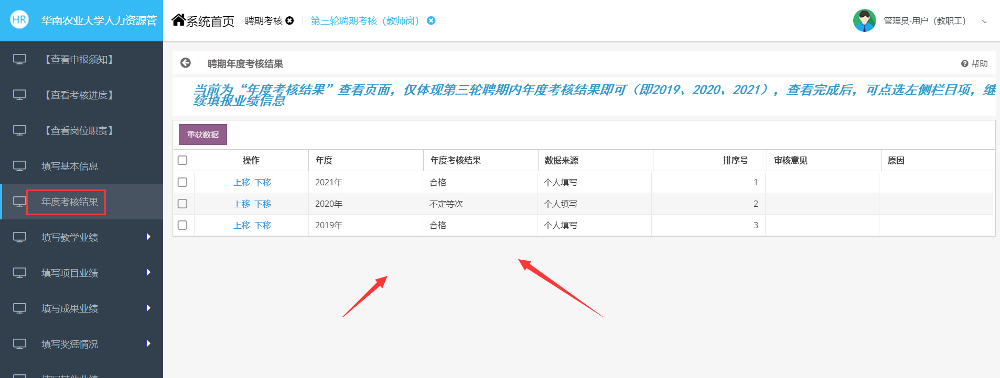 HR 华南农业大学人力资源管
系统首页 聘期考核 第三轮聘期考核（教师岗） 管理员-用户（教职工）
【查看申报须知】
【查看考核进度】
【查看岗位职责】
填写基本信息
年度考核结果
填写教学业绩
填写项目业绩
填写成果业绩
填写奖惩情况
填写其他业绩
聘期年度考核结果 帮助
当前为“年度考核结果”查看页面，仅体现第三轮聘期内年度考核结果即可（即2019、2020、2021），查看完成后，可点选左侧栏目项，继
续填报业绩信息
重获数据
操作 年度 年度考核结果 数据来源 排序号 审核意见 原因
上移 下移 2021年 合格 个人填写 1
上移 下移 2020年 不定等次 个人填写 2
上移 下移 2019年 合格 个人填写 3